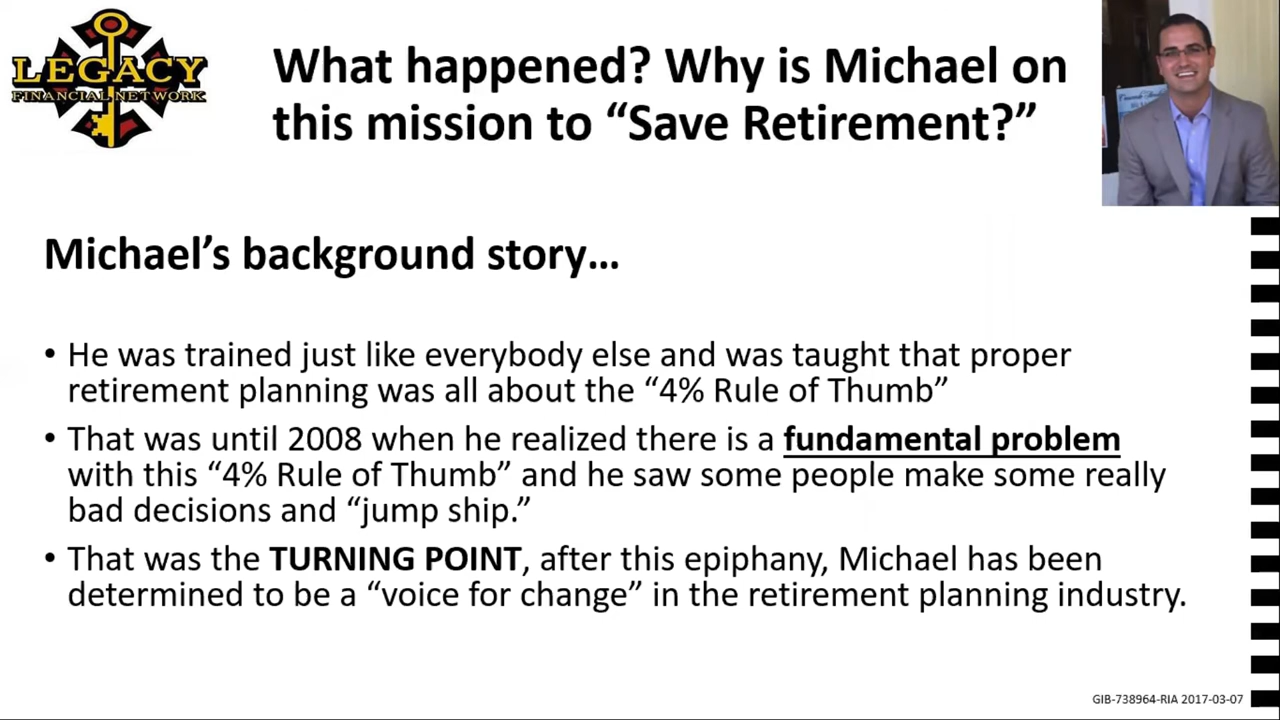 LEGACY
FINANCIAL NETWORK
What happened? Why is Michael on
this mission to “Save Retirement?”
Michael’s background story…
• He was trained just like everybody else and was taught that proper
retirement planning was all about the “4% Rule of Thumb”
• That was until 2008 when he realized there is a fundamental problem
with this “4% Rule of Thumb” and he saw some people make some really
bad decisions and “jump ship.”
• That was the TURNING POINT, after this epiphany, Michael has been
determined to be a “voice for change” in the retirement planning industry.
GIB-738964-RIA 2017-03-07